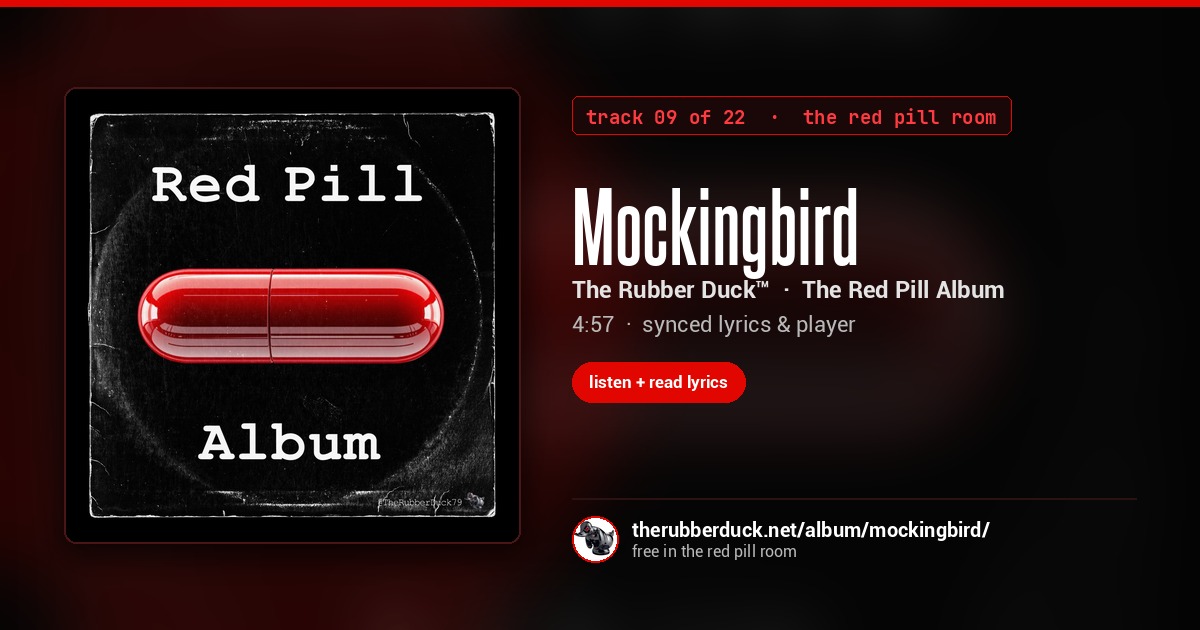 Red Pill
Album
#TheRubberDuck79
track 09 of 22 · the red pill room
Mockingbird
The Rubber Duck™ · The Red Pill Album
4:57 · synced lyrics & player
listen + read lyrics
therubberduck.net/album/mockingbird/
free in the red pill room